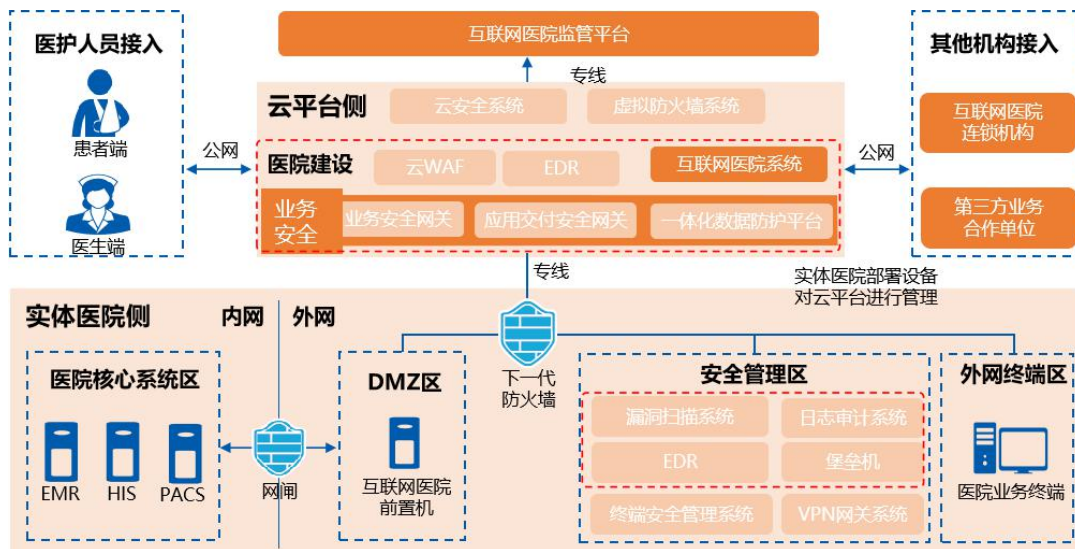 医护人员接入
患者端
医生端
公网
互联网医院监管平台
专线
云平台侧
云安全系统
虚拟防火墙系统
医院建设
云WAF
EDR
互联网医院系统
业务
安全
业务安全网关
应用交付安全网关
一体化数据防护平台
公网
其他机构接入
互联网医院
连锁机构
第三方业务
合作单位
专线
实体医院部署设备
对云平台进行管理
实体医院侧
内网
外网
医院核心系统区
EMR
HIS
PACS
网闸
DMZ区
互联网医院
前置机
下一代
防火墙
安全管理区
漏洞扫描系统
日志审计系统
EDR
堡垒机
终端安全管理系统
VPN网关系统
外网终端区
医院业务终端